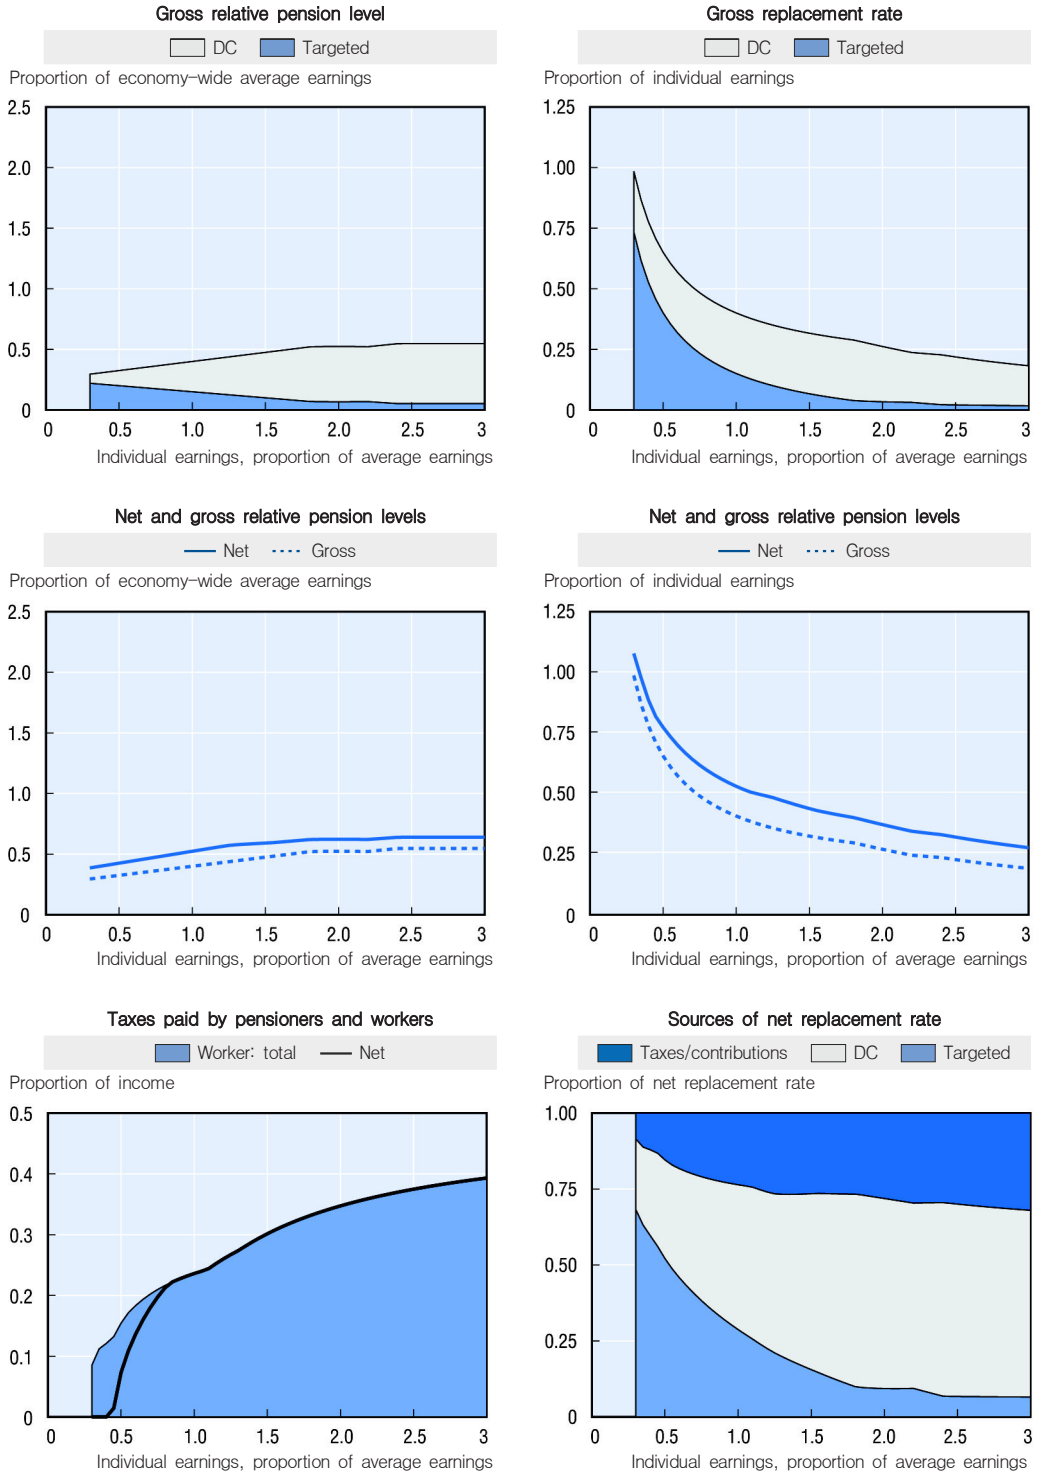 Gross relative pension level
DC Targeted
Proportion of economy-wide average earnings
2.5
2.0
1.5
1.0
0.5
0
0 0.5 1.0 1.5 2.0 2.5 3
Individual earnings, proportion of average earnings
Gross replacement rate
DC Targeted
Proportion of individual earnings
1.25
1.00
0.75
0.50
0.25
0
0 0.5 1.0 1.5 2.0 2.5 3
Individual earnings, proportion of average earnings
Net and gross relative pension levels
Net Gross
Proportion of economy-wide average earnings
2.5
2.0
1.5
1.0
0.5
0
0 0.5 1.0 1.5 2.0 2.5 3
Individual earnings, proportion of average earnings
Net and gross relative pension levels
Net Gross
Proportion of individual earnings
1.25
1.00
0.75
0.50
0.25
0
0 0.5 1.0 1.5 2.0 2.5 3
Individual earnings, proportion of average earnings
Taxes paid by pensioners and workers
Worker: total Net
Proportion of income
0.5
0.4
0.3
0.2
0.1
0
0 0.5 1.0 1.5 2.0 2.5 3
Individual earnings, proportion of average earnings
Sources of net replacement rate
Taxes/contributions DC Targeted
Proportion of net replacement rate
1.00
0.75
0.50
0.25
0
0 0.5 1.0 1.5 2.0 2.5 3
Individual earnings, proportion of average earnings